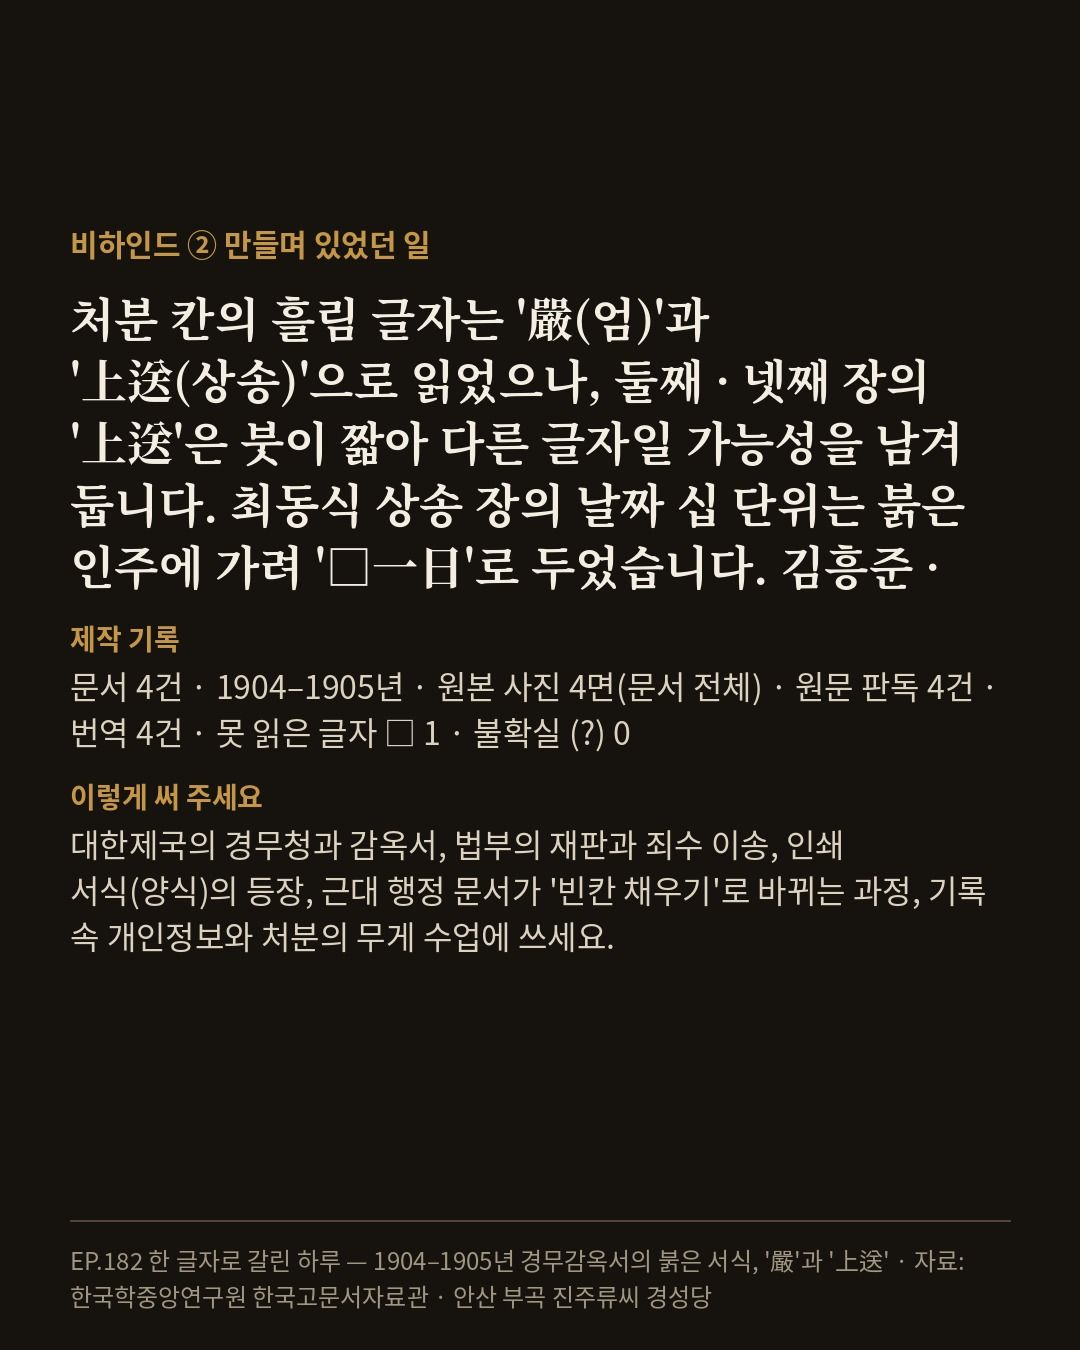 비하인드 ② 만들며 있었던 일
처분 칸의 흘림 글자는 '嚴(엄)'과
'上送(상송)'으로 읽었으나, 둘째 · 넷째 장의
'上送'은 붓이 짧아 다른 글자일 가능성을 남겨
둡니다. 최동식 상송 장의 날짜 십 단위는 붉은
인주에 가려 '□一日'로 두었습니다. 김흥준 ·
제작 기록
문서 4건 · 1904–1905년 · 원본 사진 4면(문서 전체) · 원문 판독 4건 ·
번역 4건 · 못 읽은 글자 □ 1 · 불확실 (?) 0
이렇게 써 주세요
대한제국의 경무청과 감옥서, 법부의 재판과 죄수 이송, 인쇄
서식(양식)의 등장, 근대 행정 문서가 '빈칸 채우기'로 바뀌는 과정, 기록
속 개인정보와 처분의 무게 수업에 쓰세요.
EP.182 한 글자로 갈린 하루 — 1904–1905년 경무감옥서의 붉은 서식, '嚴'과 '上送' · 자료:
한국학중앙연구원 한국고문서자료관 · 안산 부곡 진주류씨 경성당